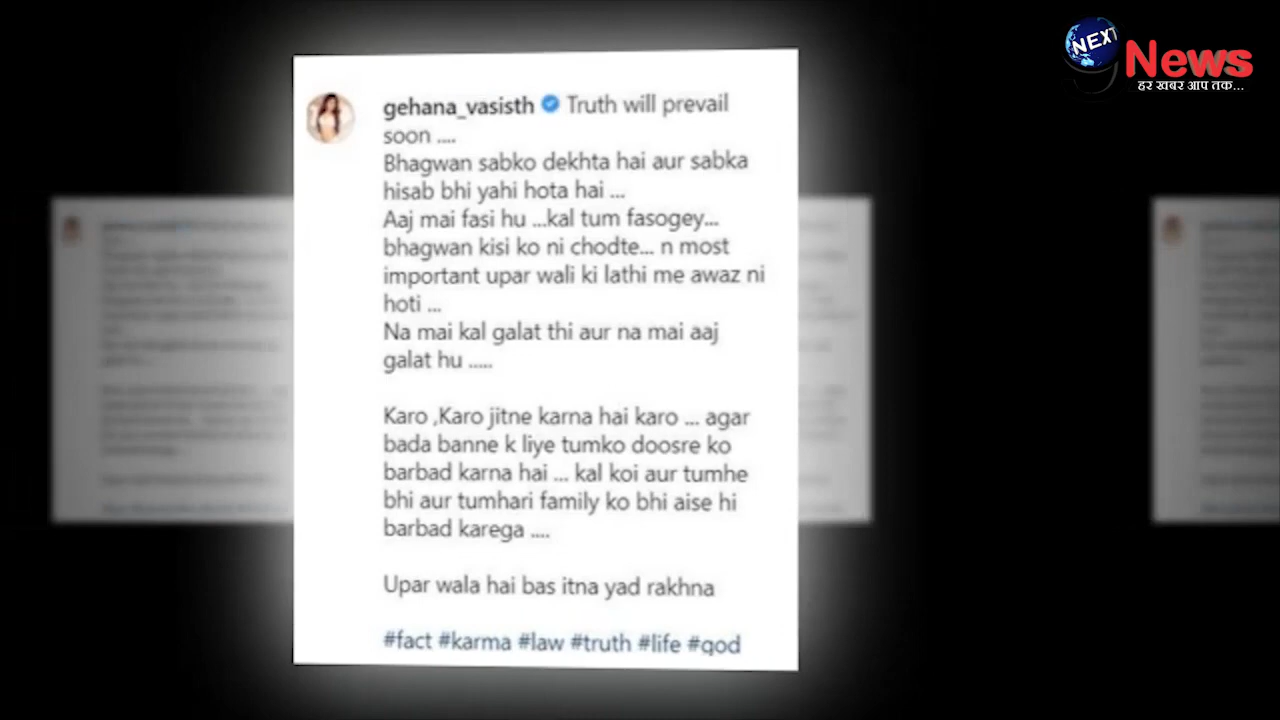 NEXT
News
हर खबर आप तक...
gehana_vasisth Truth will prevail
soon ....
Bhagwan sabko dekhta hai aur sabka
hisab bhi yahi hota hai ...
Aaj mai fasi hu ...kal tum fasogey...
bhagwan kisi ko ni chodte... n most
important upar wali ki lathi me awaz ni
hoti ...
Na mai kal galat thi aur na mai aaj
galat hu .....
Karo ,Karo jitne karna hai karo ... agar
bada banne k liye tumko doosre ko
barbad karna hai ... kal koi aur tumhe
bhi aur tumhari family ko bhi aise hi
barbad karega ....
Upar wala hai bas itna yad rakhna
#fact #karma #law #truth #life #god